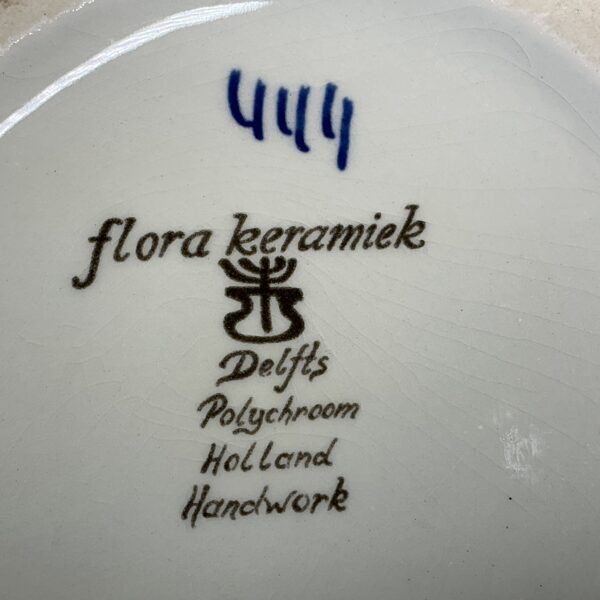 444
flora keramiek
Delfts
Polychroom
Holland
Handwork